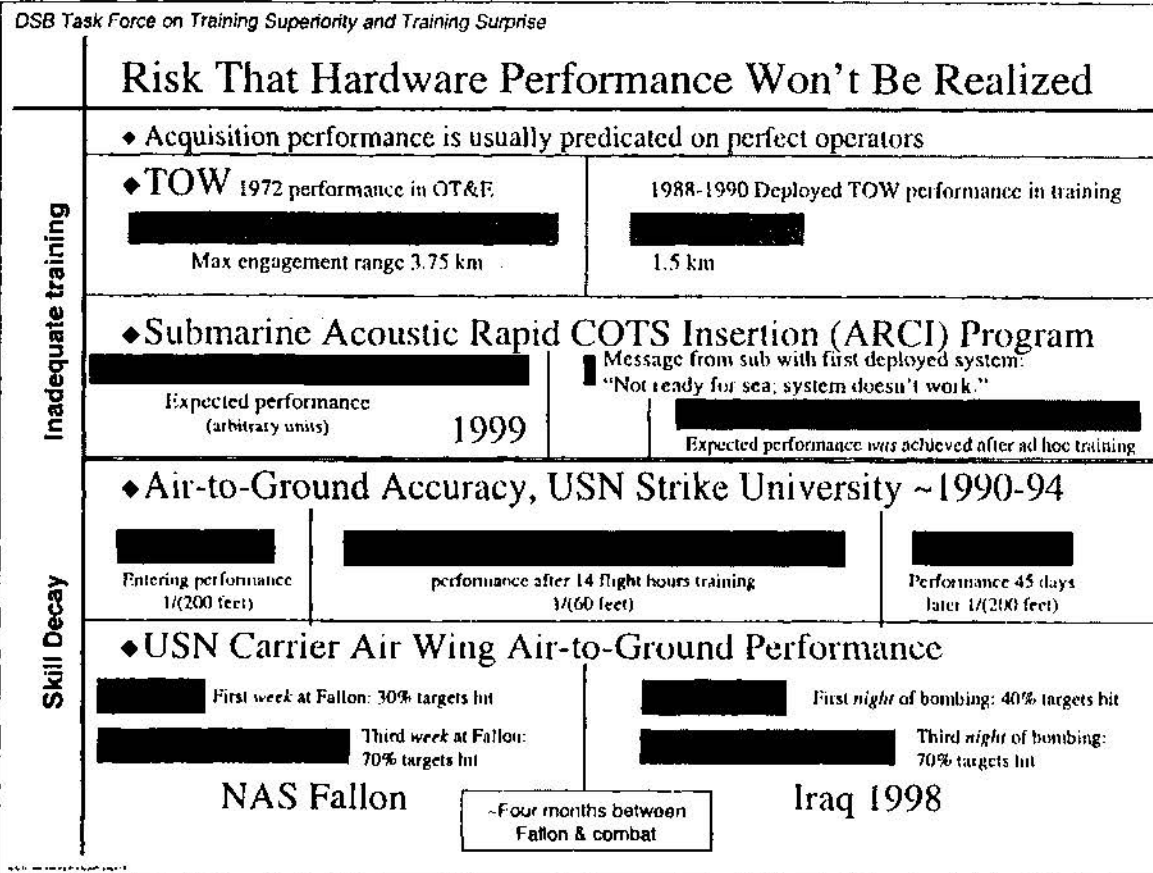 DSB Task Force on Training Superiority and Training Surprise
Risk That Hardware Performance Won't Be Realized
◆ Acquisition performance is usually predicated on perfect operators
Inadequate training
◆TOW 1972 performance in OT&E
1988-1990 Deployed TOW performance in training
Max engagement range 3.75 km
1.5 km
◆Submarine Acoustic Rapid COTS Insertion (ARCI) Program
Expected performance
(arbitrary units)
1999
Message from sub with first deployed system:
"Not ready for sea; system doesn't work."
Expected performance was achieved after ad hoc training
Skill Decay
◆Air-to-Ground Accuracy, USN Strike University ~1990-94
Entering performance
1/(200 feet)
performance after 14 flight hours training
1/(60 feet)
Performance 45 days
later 1/(200 feet)
◆USN Carrier Air Wing Air-to-Ground Performance
First week at Fallon: 30% targets hit
Third week at Fallon:
70% targets hit
NAS Fallon
First night of bombing: 40% targets hit
Third night of bombing:
70% targets hit
Iraq 1998
~Four months between
Fallon & combat